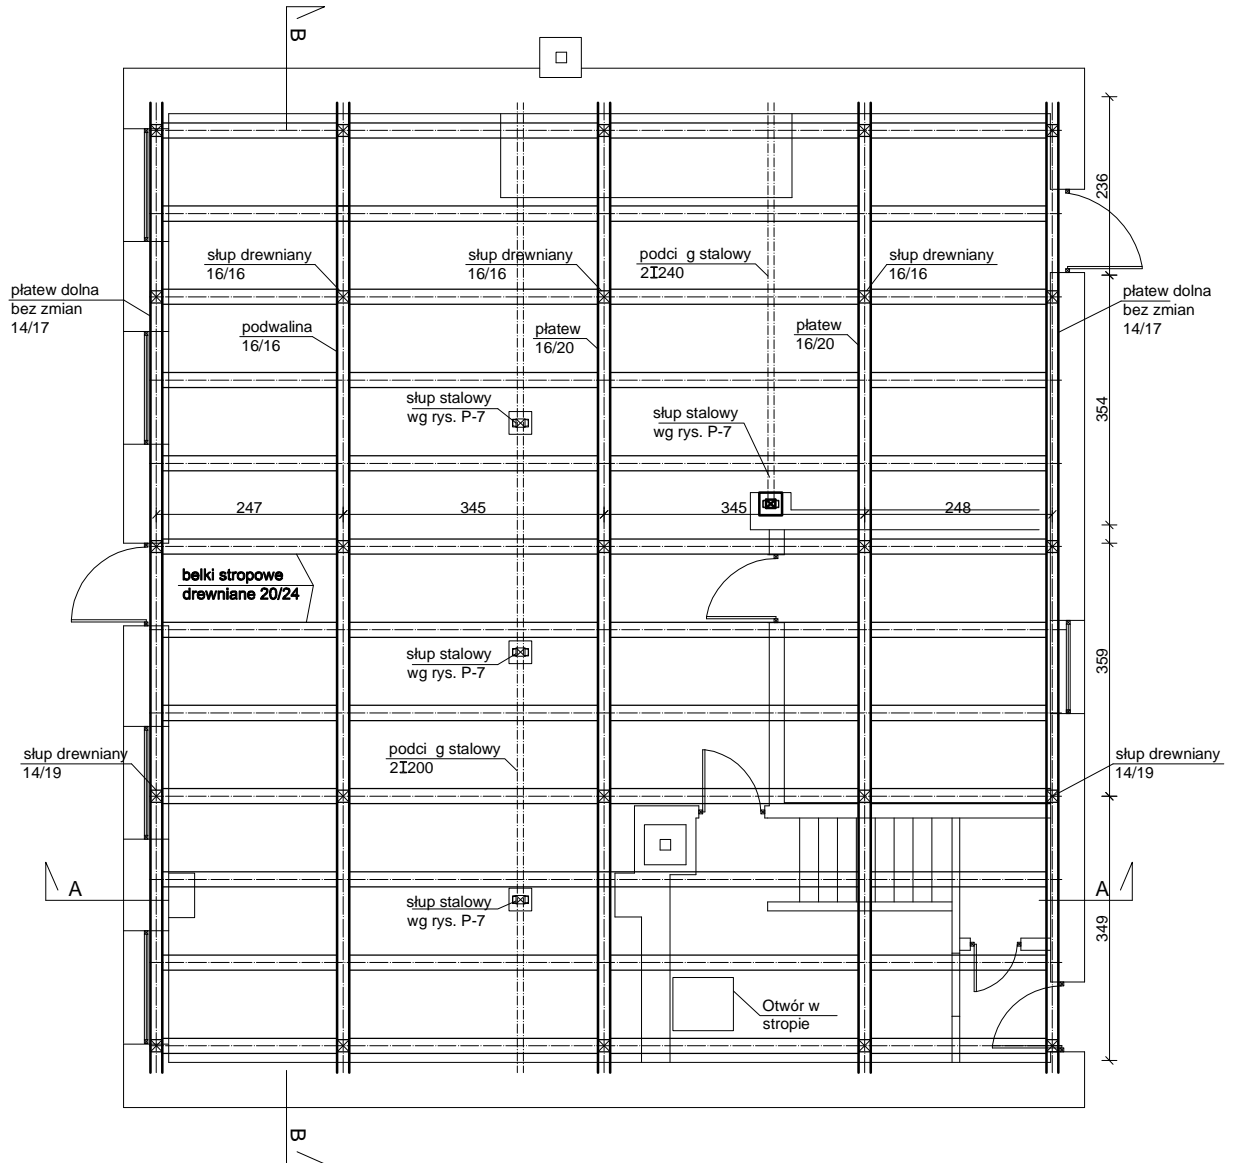 B
236
słup drewniany
16/16
słup drewniany
16/16
podci g stalowy
2I240
słup drewniany
16/16
płatew dolna
bez zmian
14/17
płatew dolna
bez zmian
14/17
podwalina
16/16
płatew
16/20
płatew
16/20
słup stalowy
wg rys. P-7
słup stalowy
wg rys. P-7
354
247
345
345
248
belki stropowe
drewniane 20/24
słup stalowy
wg rys. P-7
359
słup drewniany
14/19
podci g stalowy
2I200
słup drewniany
14/19
A
A
słup stalowy
wg rys. P-7
349
Otwór w
stropie
B